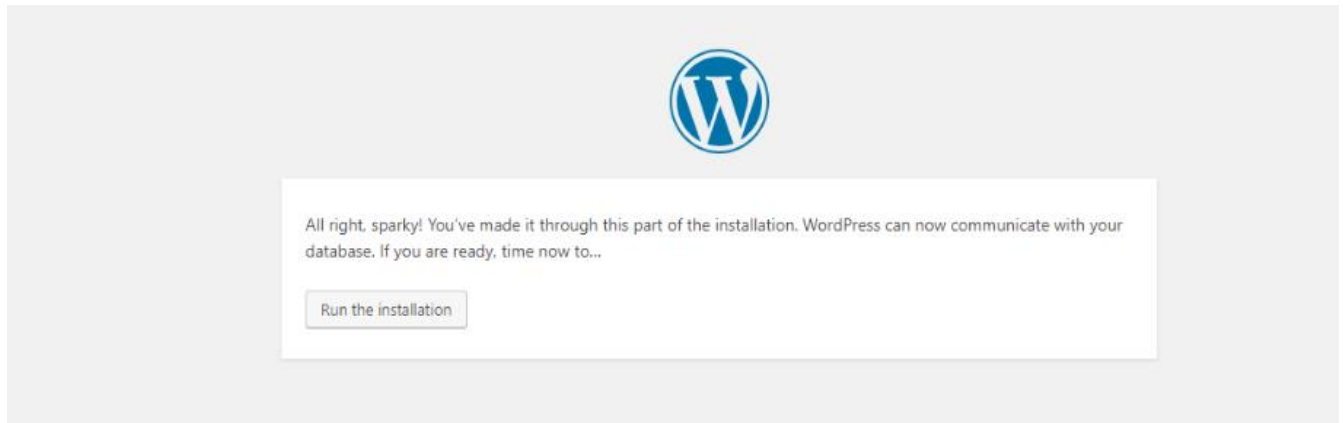 W
All right, sparky! You've made it through this part of the installation. WordPress can now communicate with your
database. If you are ready, time now to...
Run the installation